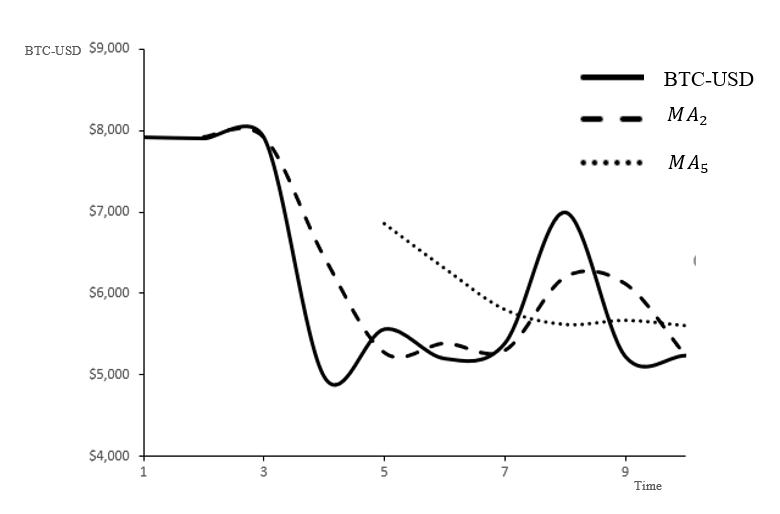 BTC-USD $9,000
BTC-USD
$8,000
MA2
MA5
$7,000
$6,000
$5,000
$4,000
1 3 5 7 9
Time